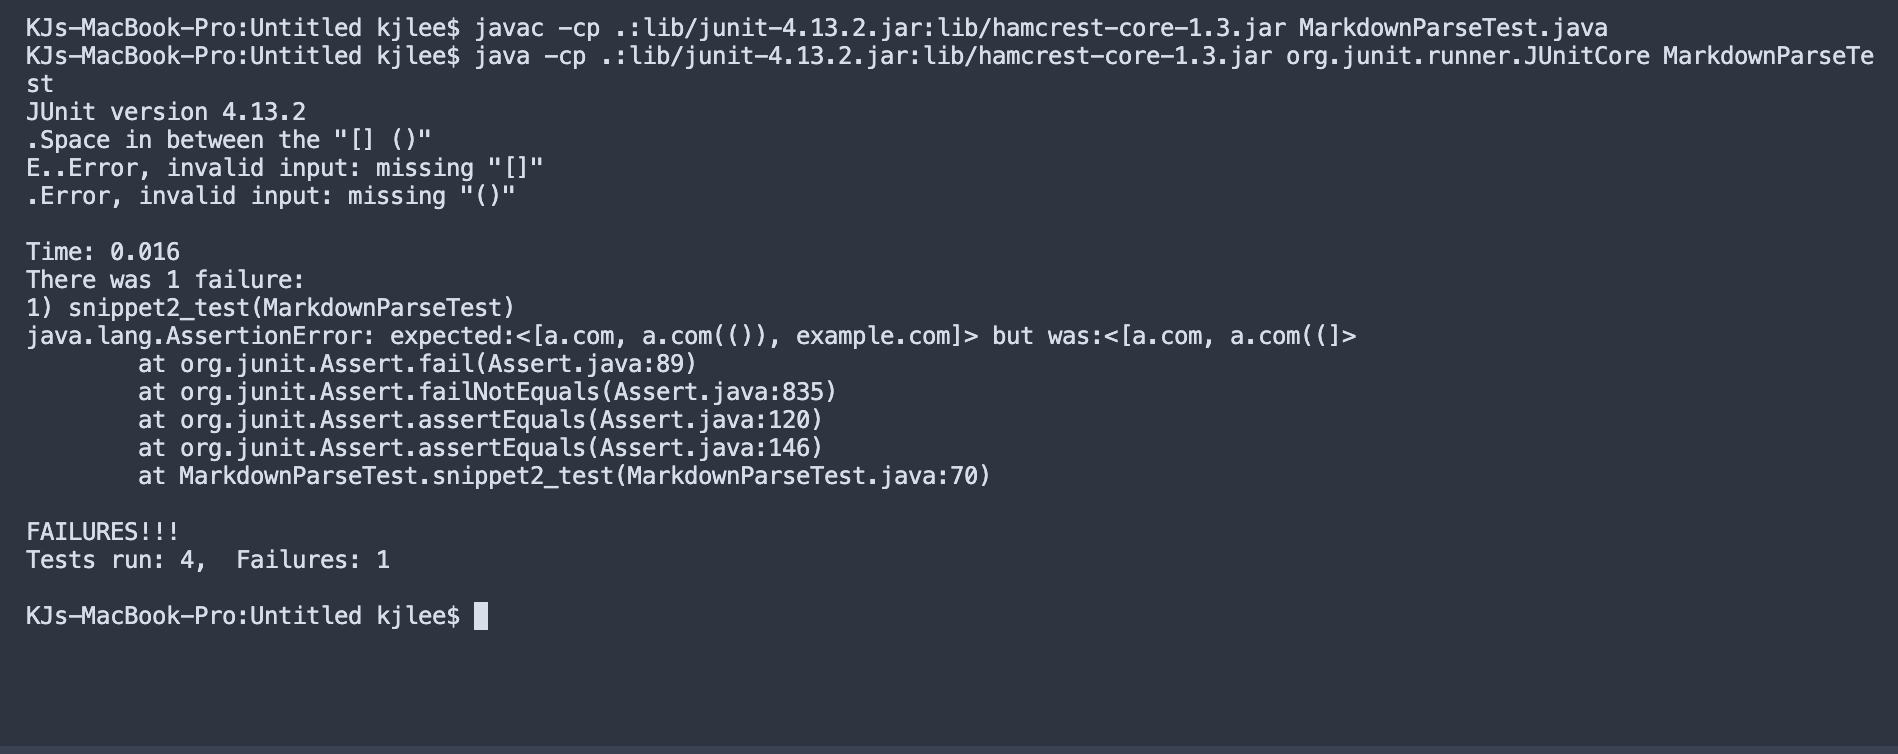 KJs-MacBook-Pro:Untitled kjlee$ javac -cp .:lib/junit-4.13.2.jar:lib/hamcrest-core-1.3.jar MarkdownParseTest.java
KJs-MacBook-Pro:Untitled kjlee$ java -cp .:lib/junit-4.13.2.jar:lib/hamcrest-core-1.3.jar org.junit.runner.JUnitCore MarkdownParseTe
st
JUnit version 4.13.2
.Space in between the "[] ()"
E..Error, invalid input: missing "[]"
.Error, invalid input: missing "()"

Time: 0.016
There was 1 failure:
1) snippet2_test(MarkdownParseTest)
java.lang.AssertionError: expected:<[a.com, a.com(()), example.com]> but was:<[a.com, a.com((]>
        at org.junit.Assert.fail(Assert.java:89)
        at org.junit.Assert.failNotEquals(Assert.java:835)
        at org.junit.Assert.assertEquals(Assert.java:120)
        at org.junit.Assert.assertEquals(Assert.java:146)
        at MarkdownParseTest.snippet2_test(MarkdownParseTest.java:70)

FAILURES!!!
Tests run: 4,  Failures: 1

KJs-MacBook-Pro:Untitled kjlee$